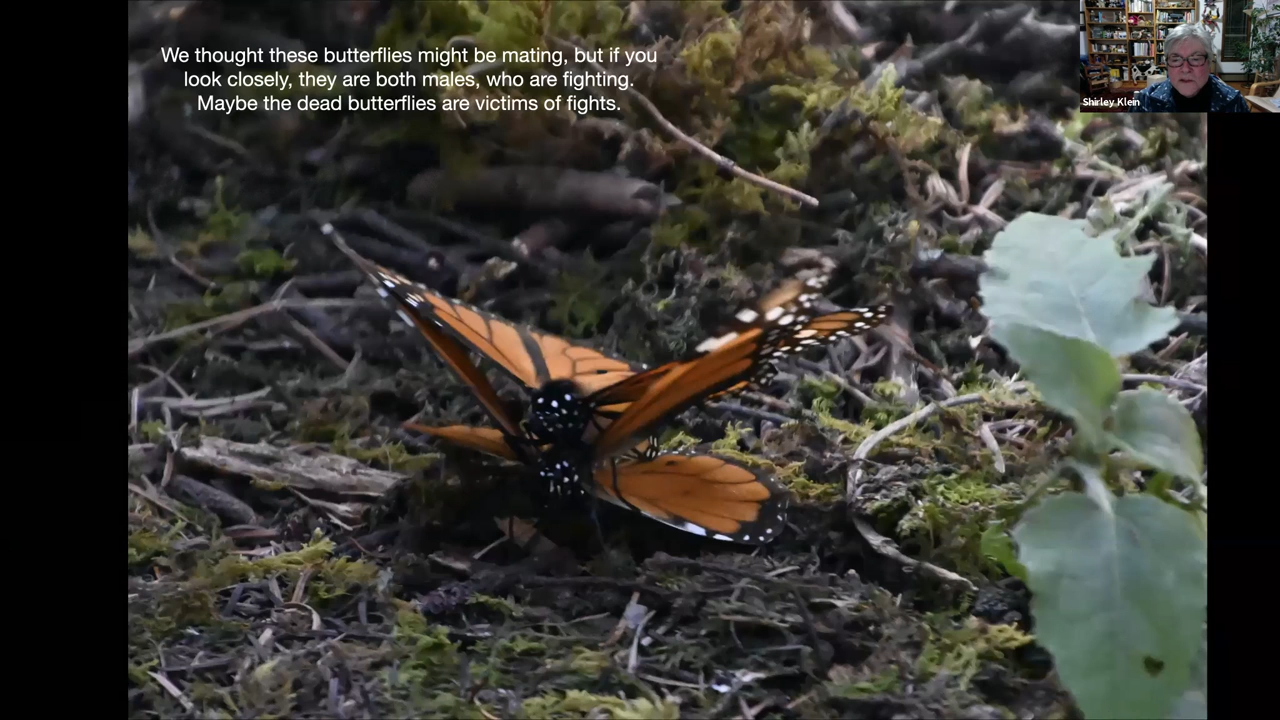 We thought these butterflies might be mating, but if you
look closely, they are both males, who are fighting.
Maybe the dead butterflies are victims of fights.
Shirley Klein